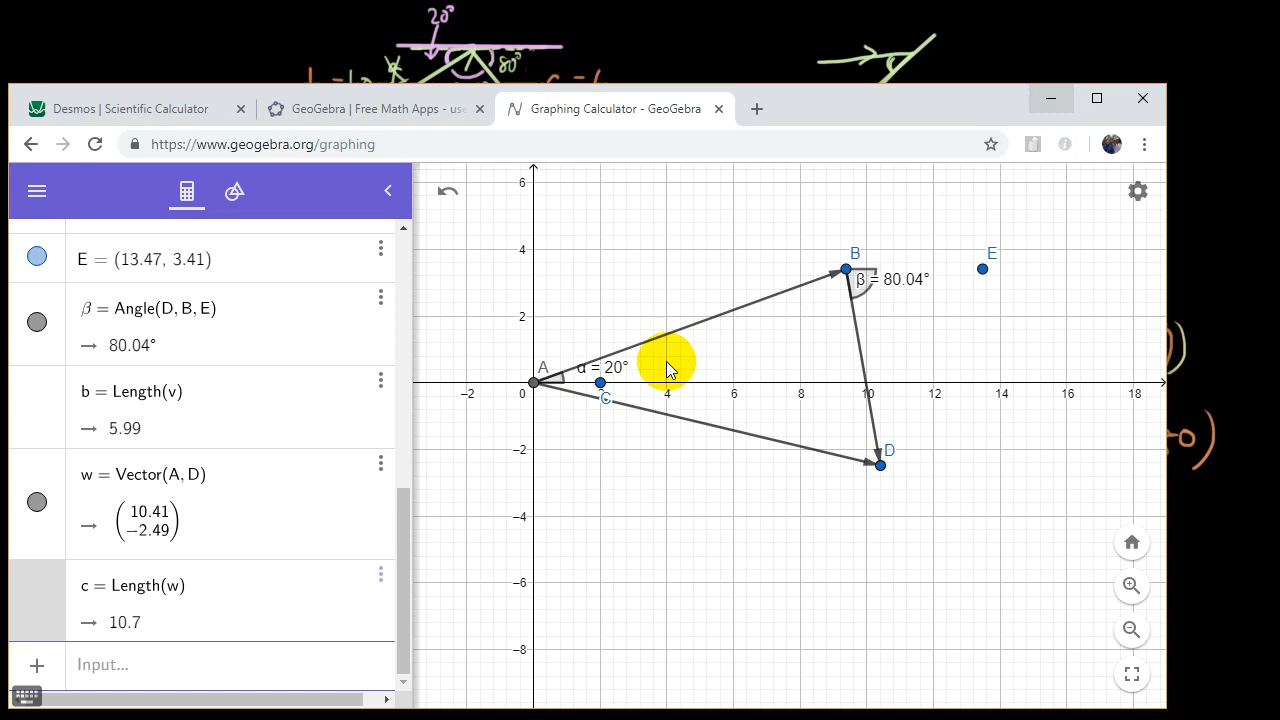 20°
80°
Desmos | Scientific Calculator
GeoGebra | Free Math Apps - use
Graphing Calculator - GeoGebra
https://www.geogebra.org/graphing
E = (13.47, 3.41)
β = Angle(D, B, E)
→ 80.04°
b = Length(v)
→ 5.99
w = Vector(A, D)
→ (10.41
−2.49)
c = Length(w)
→ 10.7
Input...
6
4
2
0
−2
−4
−6
−8
−2 0 2 4 6 8 10 12 14 16 18
A
α = 20°
C
B
β = 80.04°
E
D